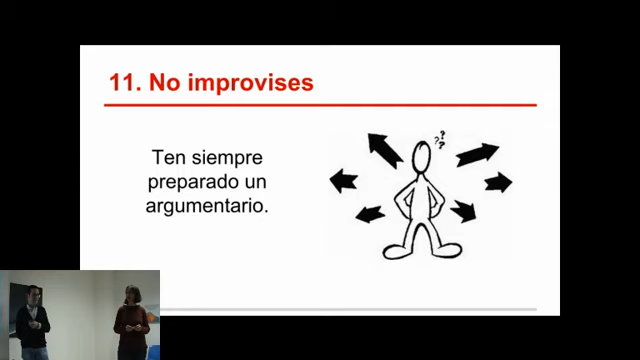 11. No improvises
Ten siempre
preparado un
argumentario.
???